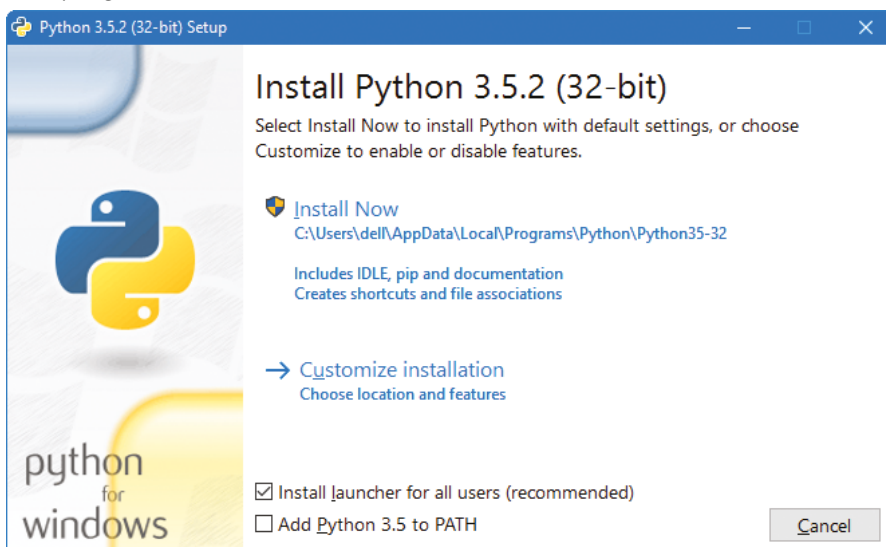 Python 3.5.2 (32-bit) Setup
Install Python 3.5.2 (32-bit)
Select Install Now to install Python with default settings, or choose
Customize to enable or disable features.
Install Now
C:\Users\dell\AppData\Local\Programs\Python\Python35-32
Includes IDLE, pip and documentation
Creates shortcuts and file associations
Customize installation
Choose location and features
python
for
windows
Install launcher for all users (recommended)
Add Python 3.5 to PATH
Cancel